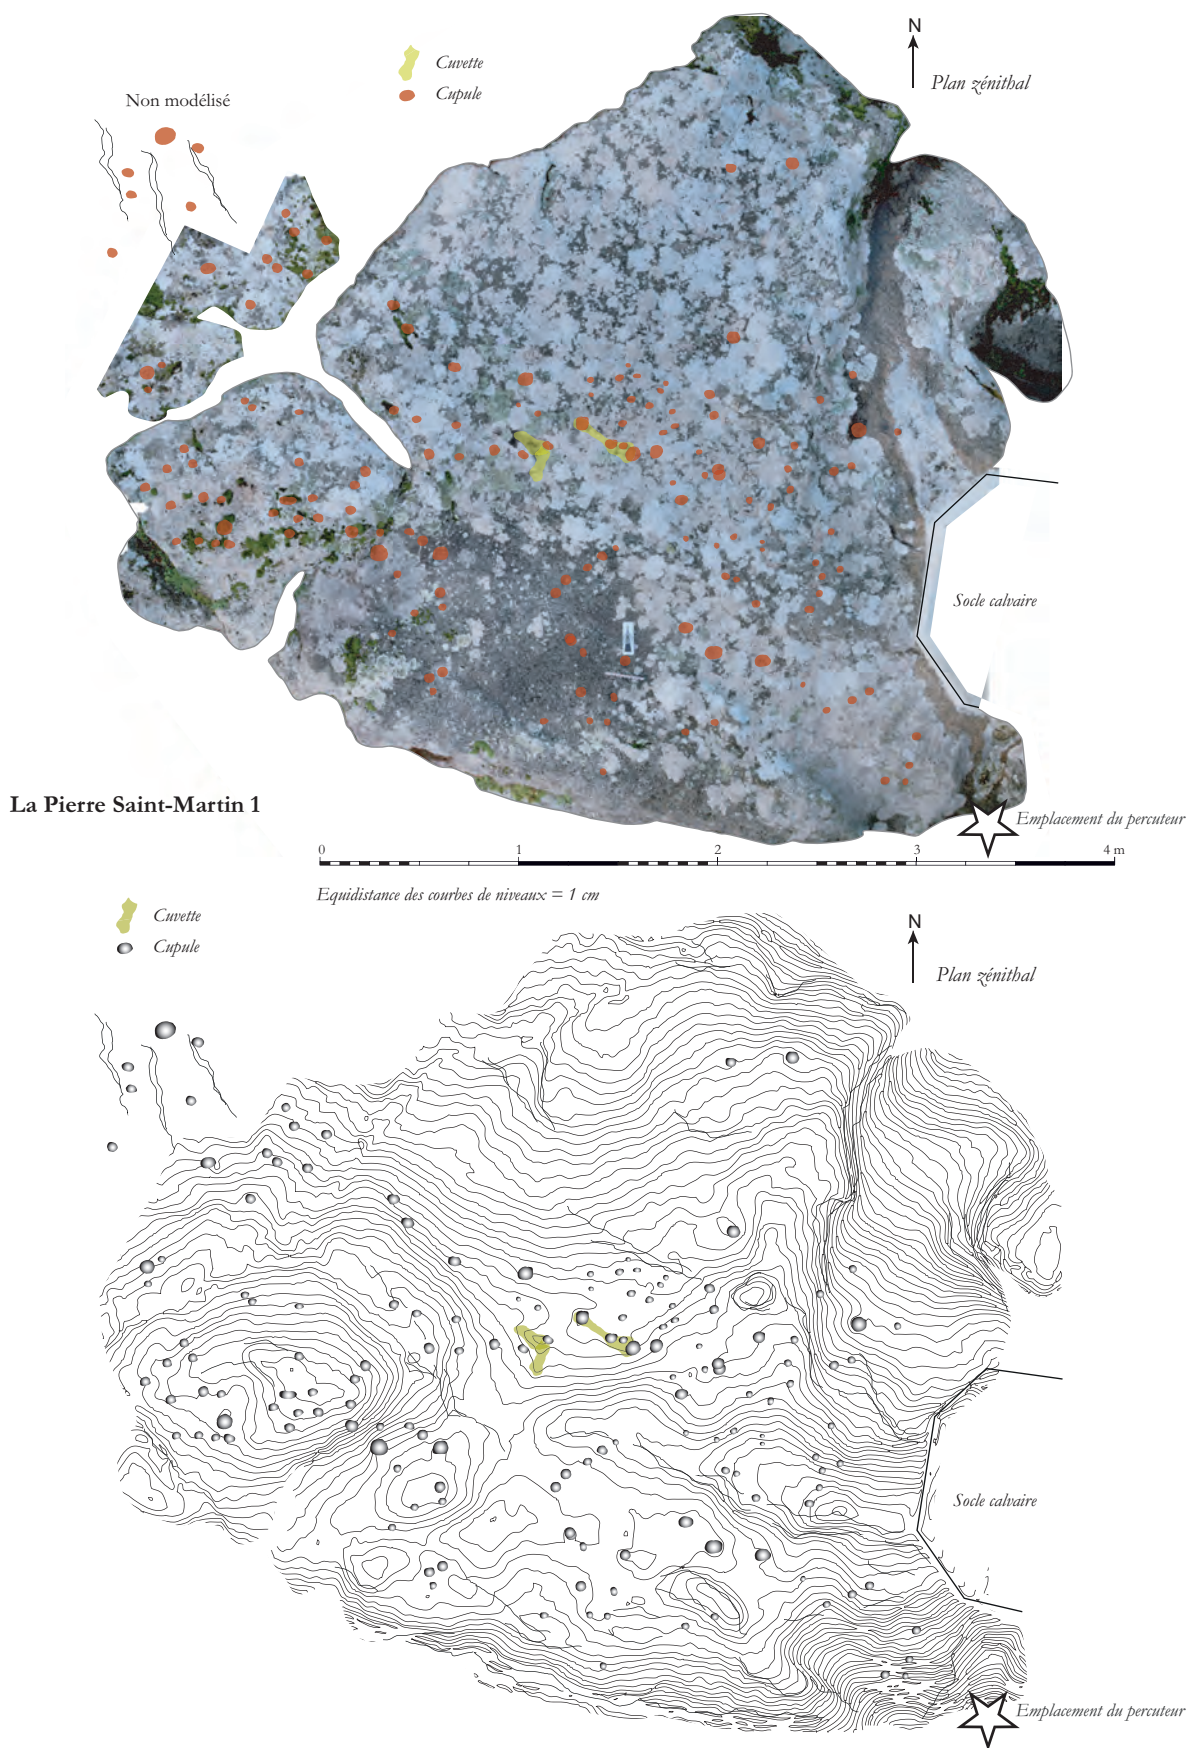 N
Cuvette
Plan zénithal
Cupule
Non modélisé
Socle calvaire
La Pierre Saint-Martin 1
Emplacement du percuteur
0 1 2 3 4 m
Equidistance des courbes de niveaux = 1 cm
Cuvette
N
Cupule
Plan zénithal
Socle calvaire
Emplacement du percuteur